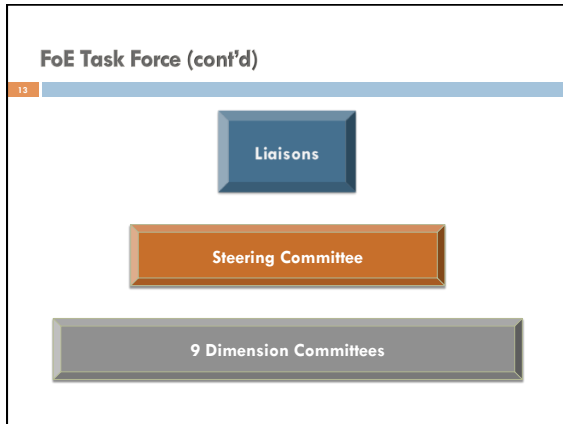 FoE Task Force (cont’d)
13
Liaisons
Steering Committee
9 Dimension Committees